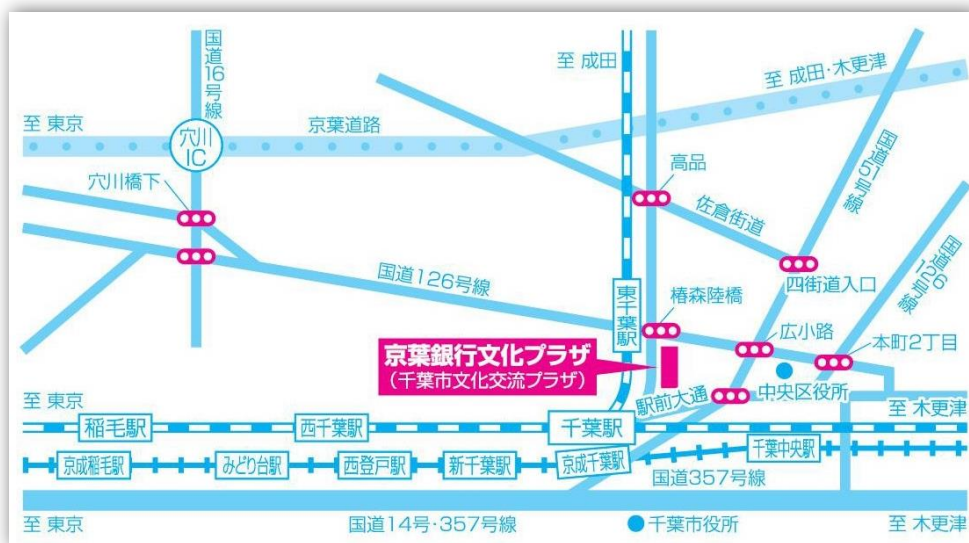 国道16号線
至 成田
至 成田・木更津
至 東京
京葉道路
穴川
IC
国道51号線
高品
穴川橋下
佐倉街道
国道126号線
国道126号線
四街道入口
東千葉駅
椿森陸橋
広小路
本町2丁目
京葉銀行文化プラザ
(千葉市文化交流プラザ)
中央区役所
駅前大通
至 東京
至 木更津
稲毛駅
西千葉駅
千葉駅
千葉中央駅
京成稲毛駅
みどり台駅
西登戸駅
新千葉駅
京成千葉駅
国道357号線
至 東京
国道14号・357号線
千葉市役所
至 木更津